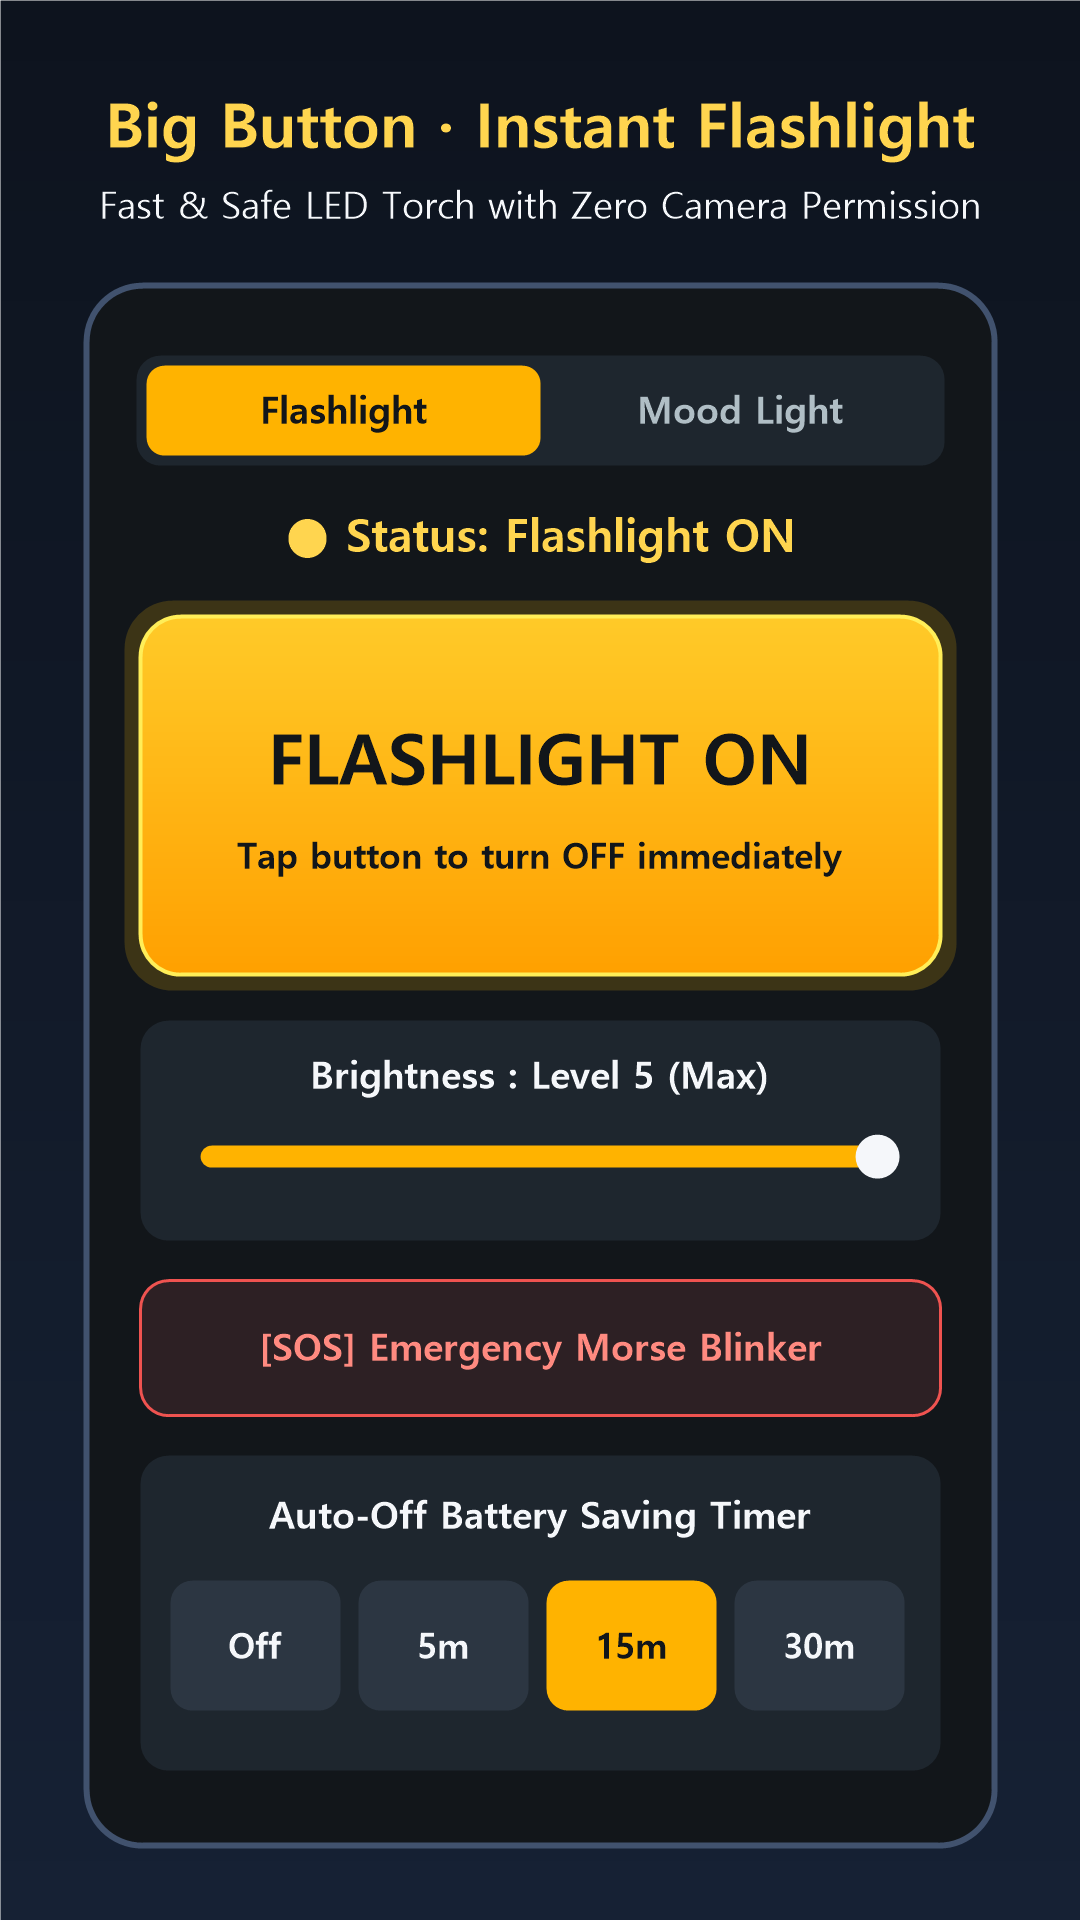 Big Button · Instant Flashlight
Fast & Safe LED Torch with Zero Camera Permission
Flashlight
Mood Light
Status: Flashlight ON
FLASHLIGHT ON
Tap button to turn OFF immediately
Brightness : Level 5 (Max)
[SOS] Emergency Morse Blinker
Auto-Off Battery Saving Timer
Off
5m
15m
30m